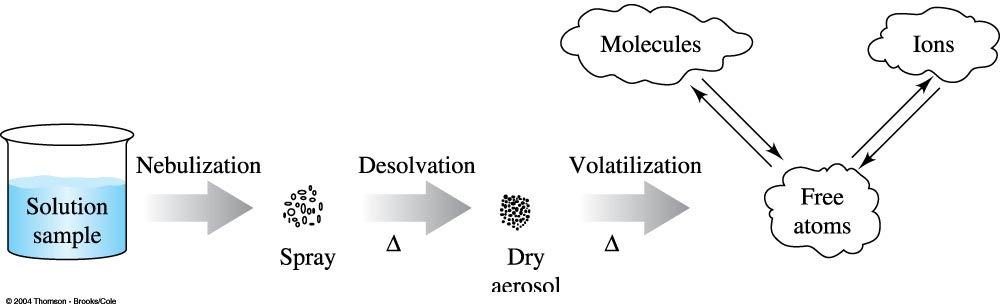 Molecules
Ions
Nebulization
Desolvation
Volatilization
Solution
sample
Free
atoms
Δ
Δ
Spray
Dry
aerosol
© 2004 Thomson - Brooks/Cole